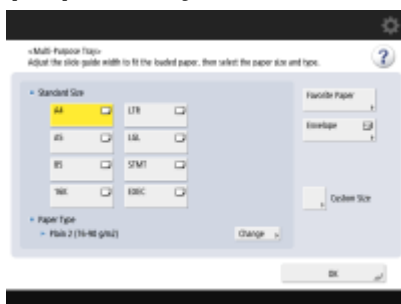 <Multi-Purpose Tray>
Adjust the slide guide width to fit the loaded paper, then select the paper size and type.
?
Standard Size
A4
LTR
A5
LGL
B5
STMT
16K
EXEC
Favorite Paper
Envelope
Custom Size
Paper Type
Plain 2 (76-90 g/m2)
Change
OK